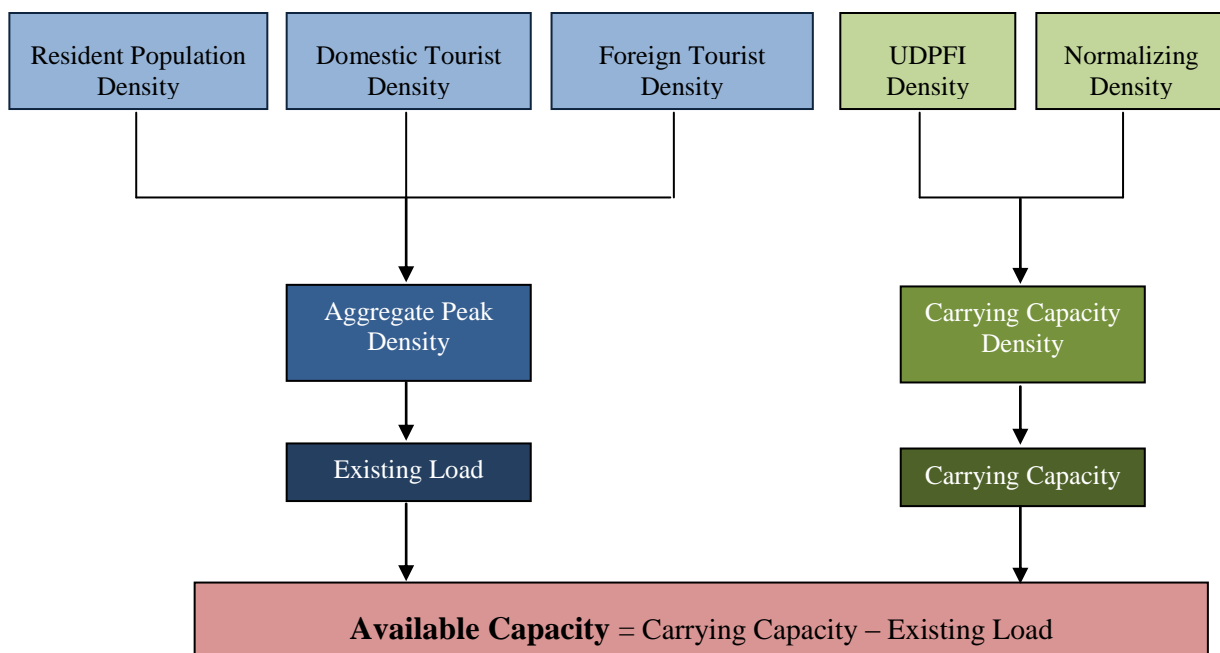 Resident Population
Density
Domestic Tourist
Density
Foreign Tourist
Density
UDPFI
Density
Normalizing
Density
Aggregate Peak
Density
Carrying Capacity
Density
Existing Load
Carrying Capacity
Available Capacity = Carrying Capacity – Existing Load